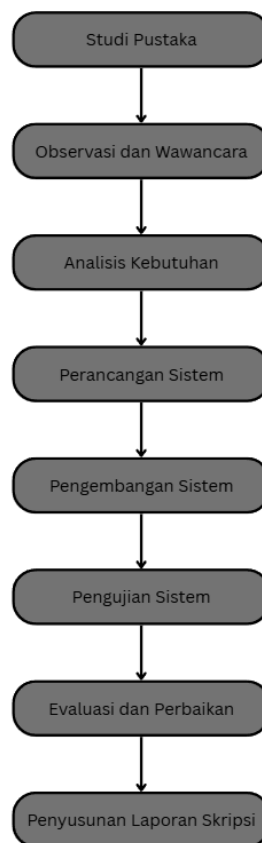 Studi Pustaka
Observasi dan Wawancara
Analisis Kebutuhan
Perancangan Sistem
Pengembangan Sistem
Pengujian Sistem
Evaluasi dan Perbaikan
Penyusunan Laporan Skripsi